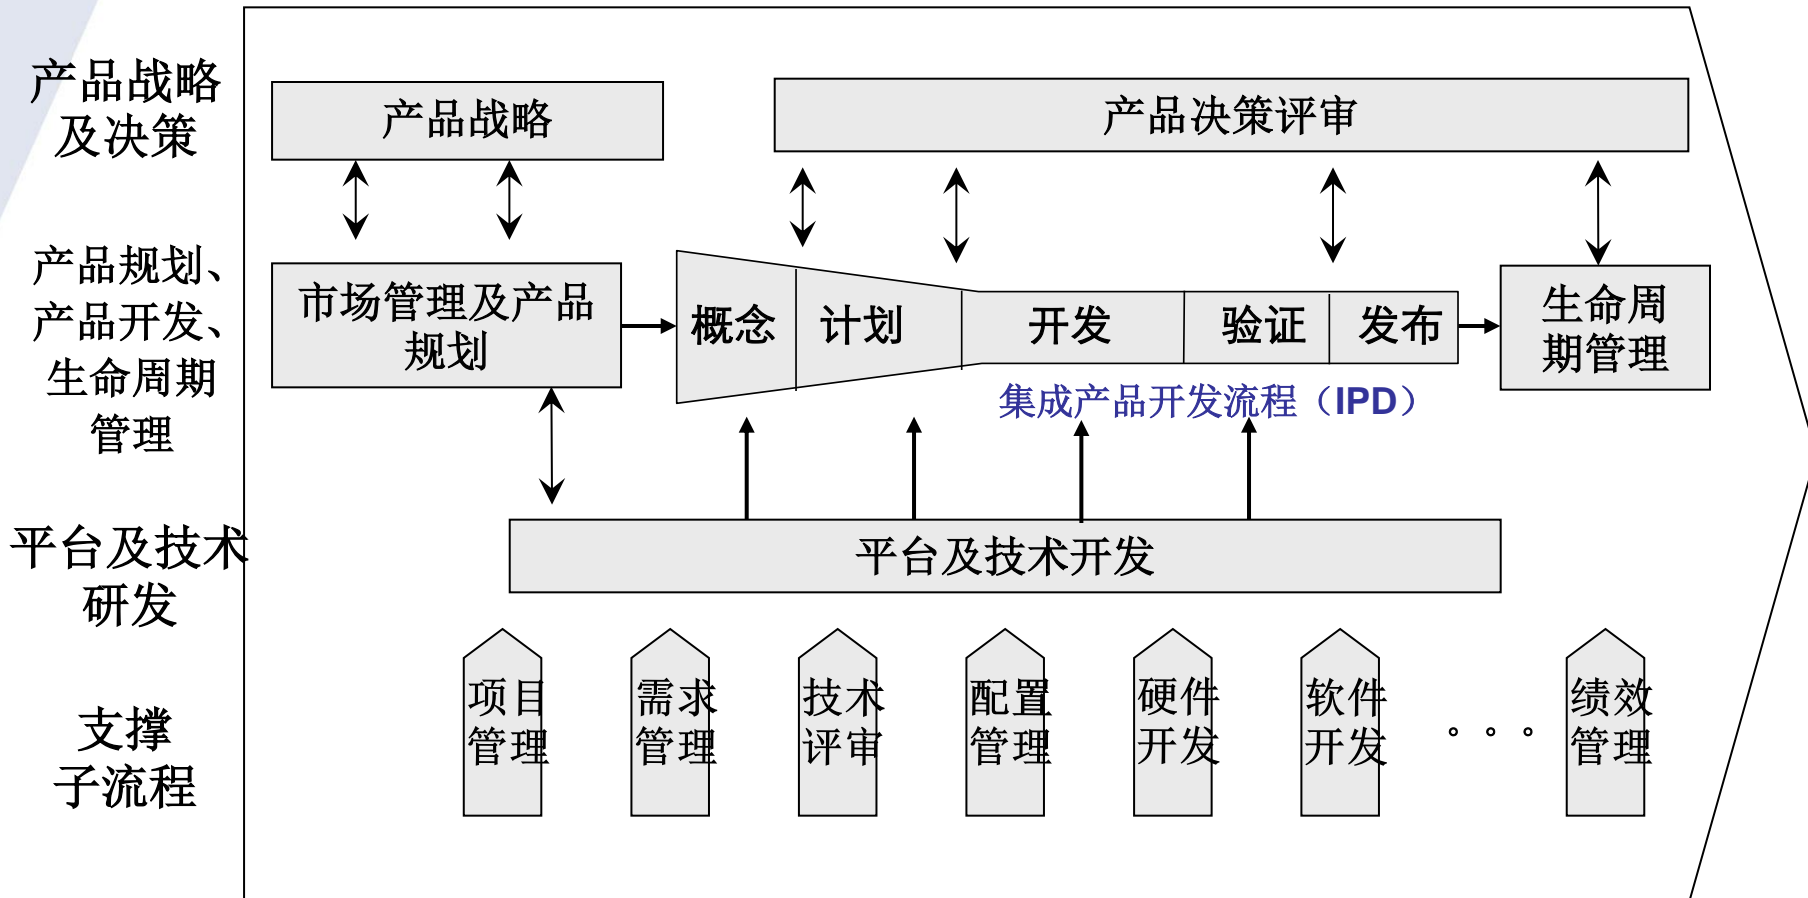 产品战略
及决策
产品战略
产品决策评审
产品规划、
产品开发、
生命周期
管理
市场管理及产品
规划
概念
计划
开发
验证
发布
生命周
期管理
集成产品开发流程（IPD）
平台及技术
研发
平台及技术开发
支撑
子流程
项目
管理
需求
管理
技术
评审
配置
管理
硬件
开发
软件
开发
。。。
绩效
管理